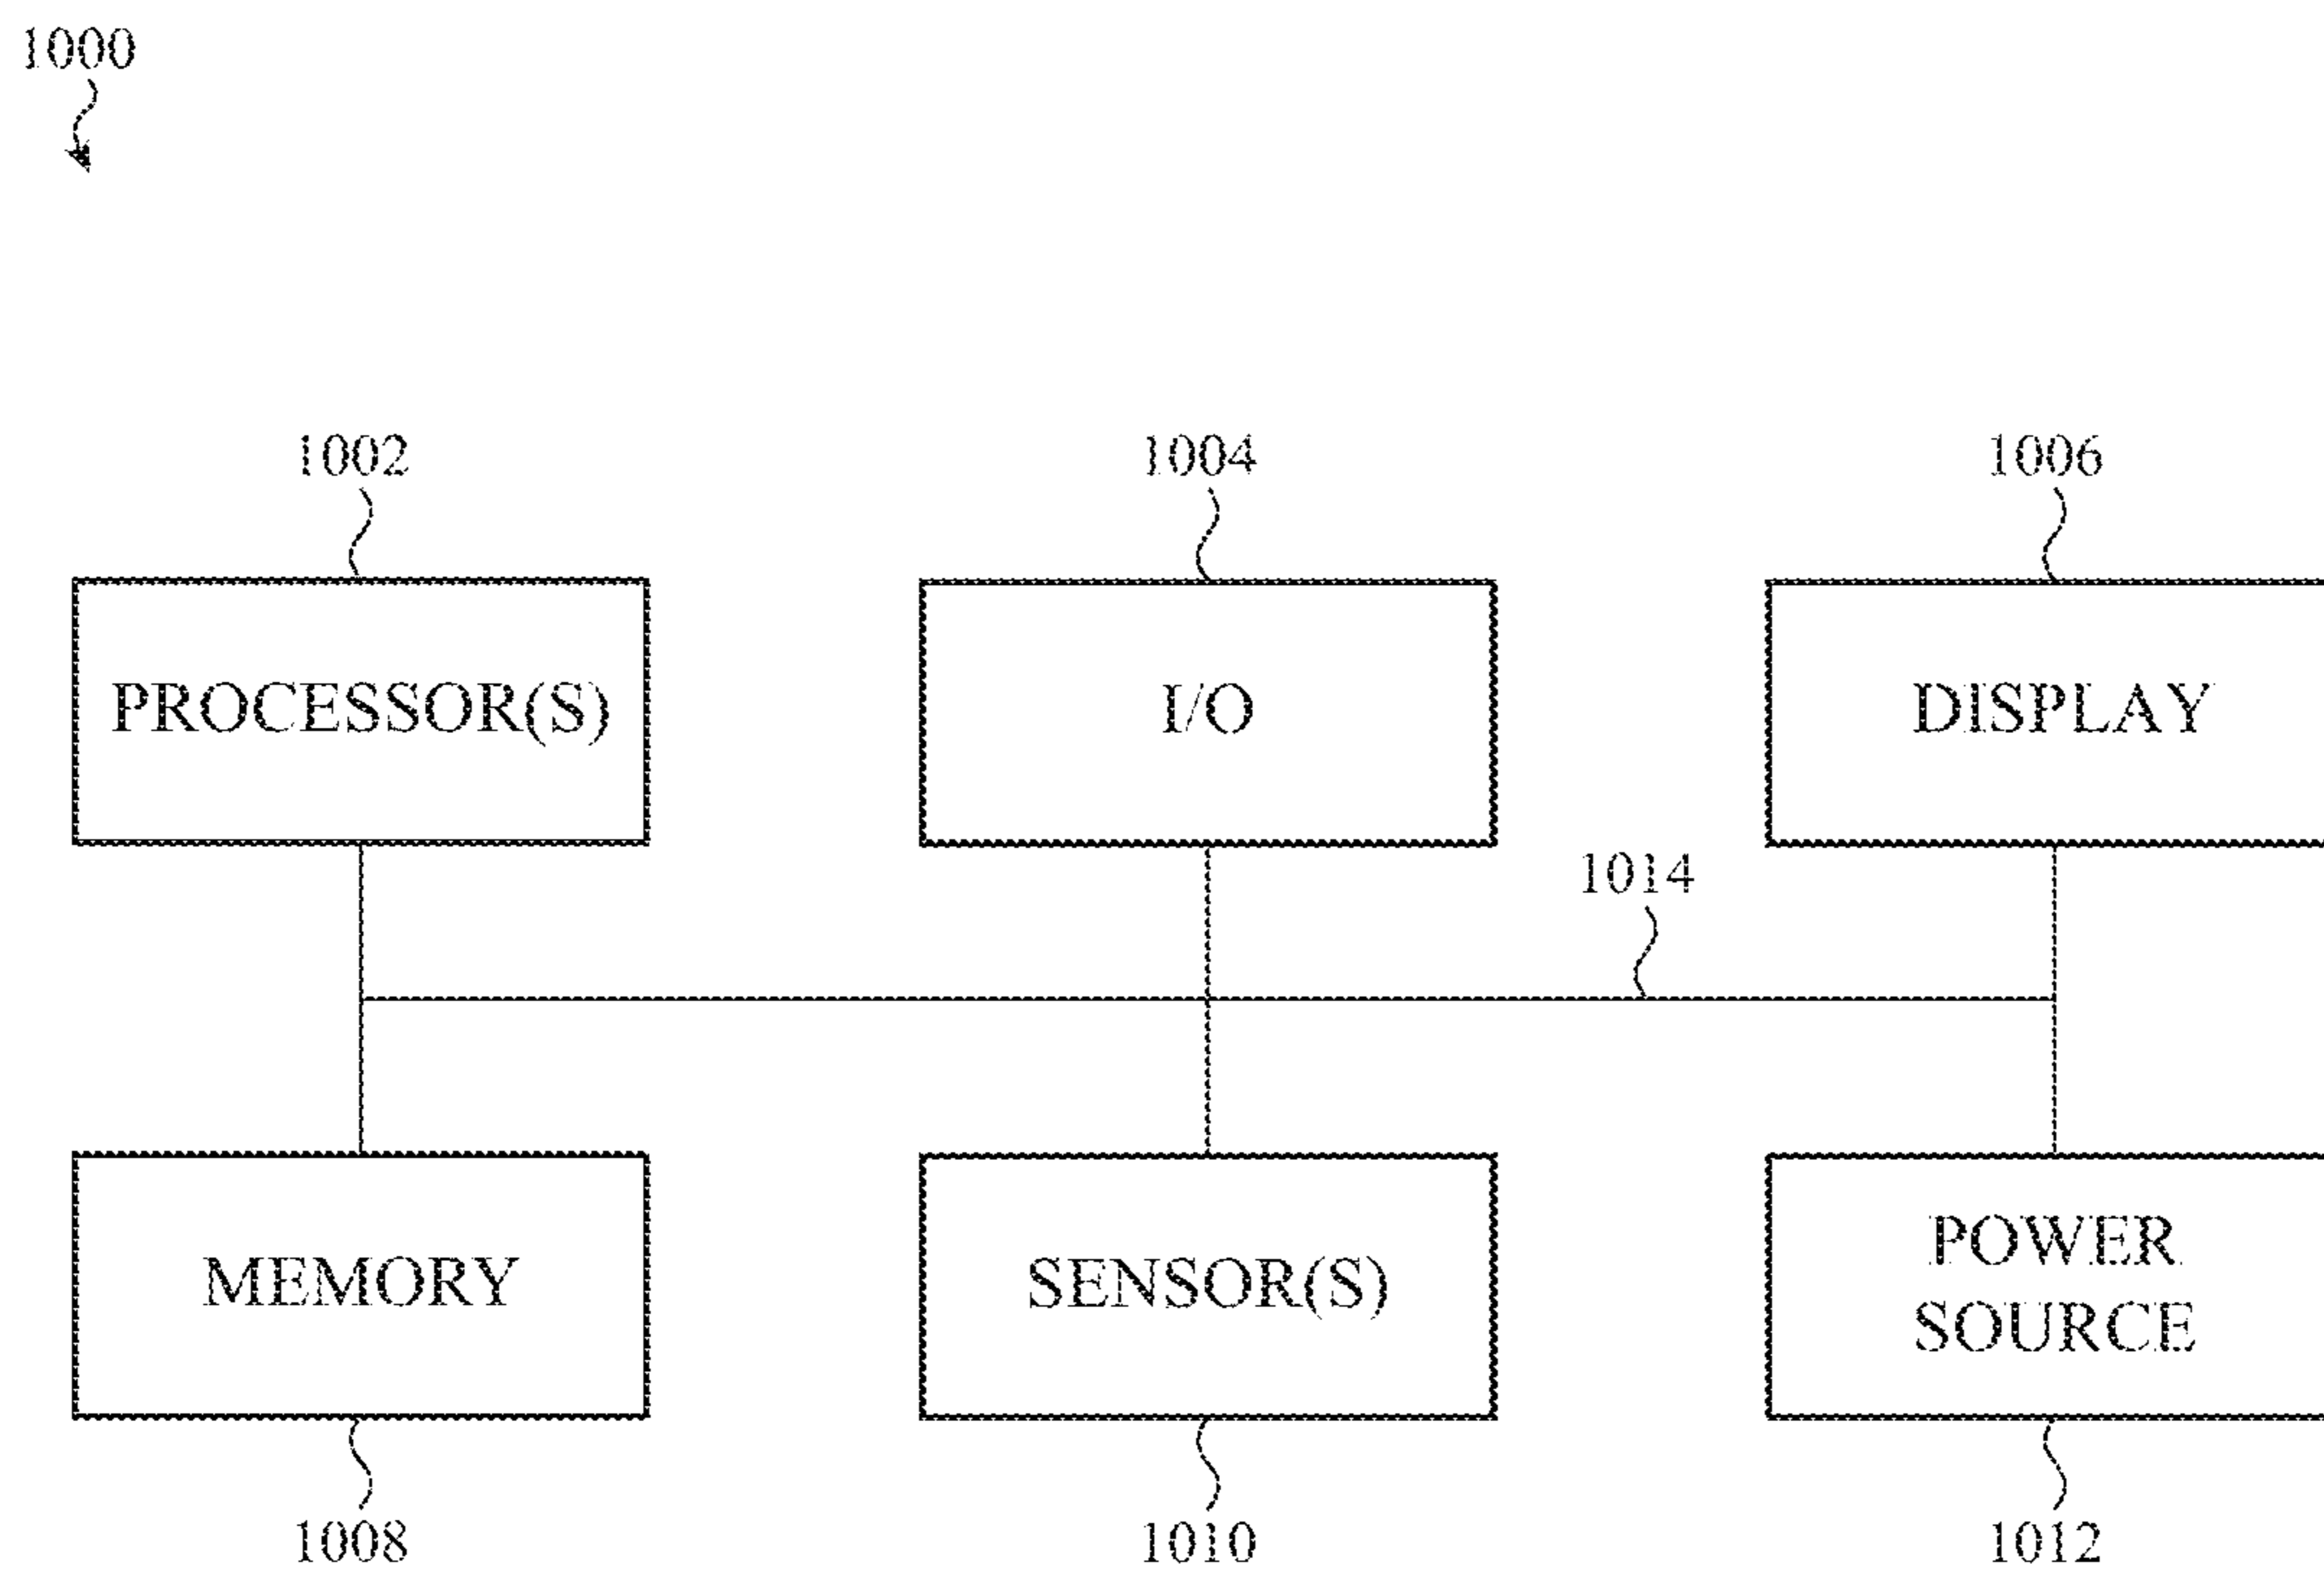 1000
1002
1004
1006
PROCESSOR(S)
I/O
DISPLAY
1014
MEMORY
SENSOR(S)
POWER
SOURCE
1008
1010
1012